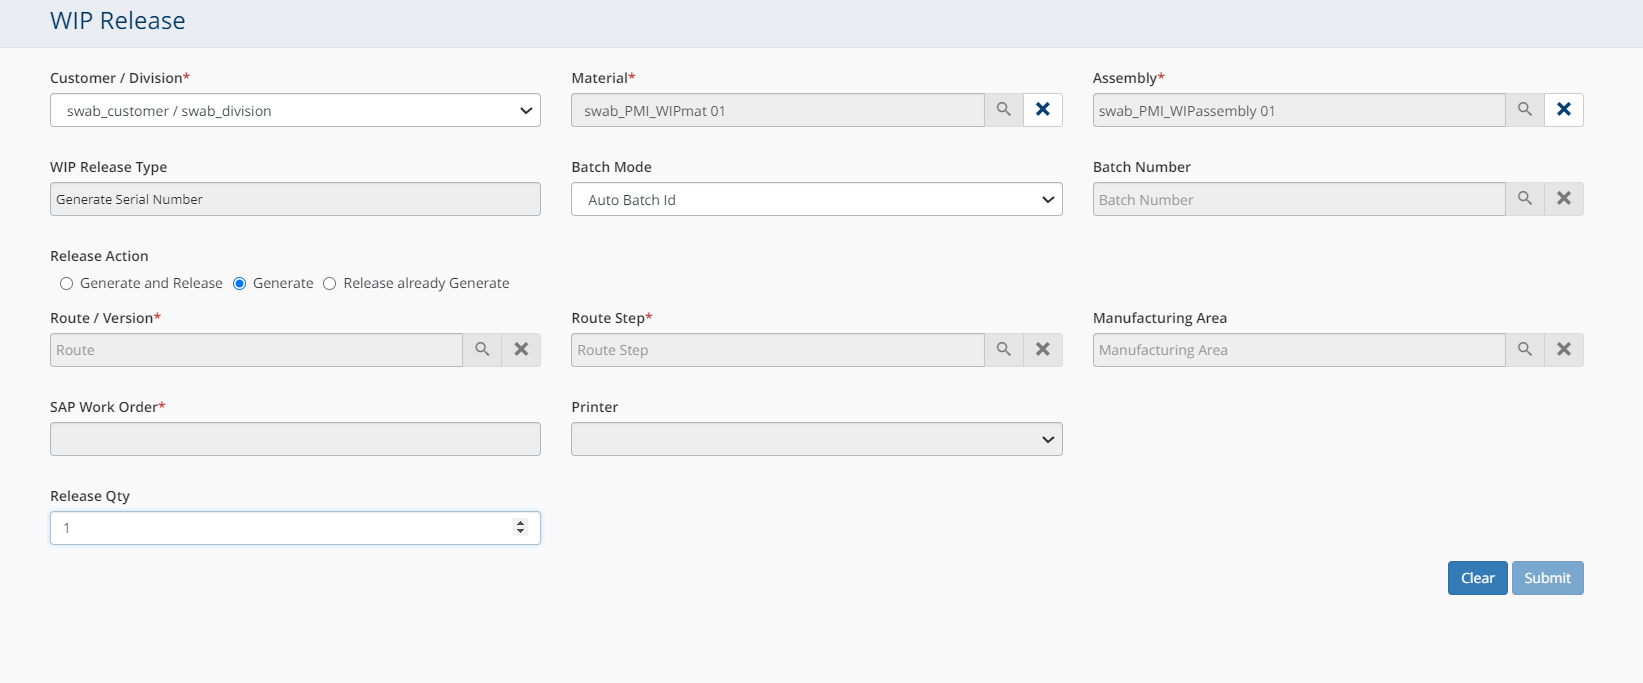 WIP Release
Customer / Division*
Material*
Assembly*
swab_customer / swab_division
swab_PMI_WIPmat 01
swab_PMI_WIPassembly 01
WIP Release Type
Batch Mode
Batch Number
Generate Serial Number
Auto Batch Id
Batch Number
Release Action
Generate and Release
Generate
Release already Generate
Route / Version*
Route Step*
Manufacturing Area
Route
Route Step
Manufacturing Area
SAP Work Order*
Printer
Release Qty
1
Clear
Submit